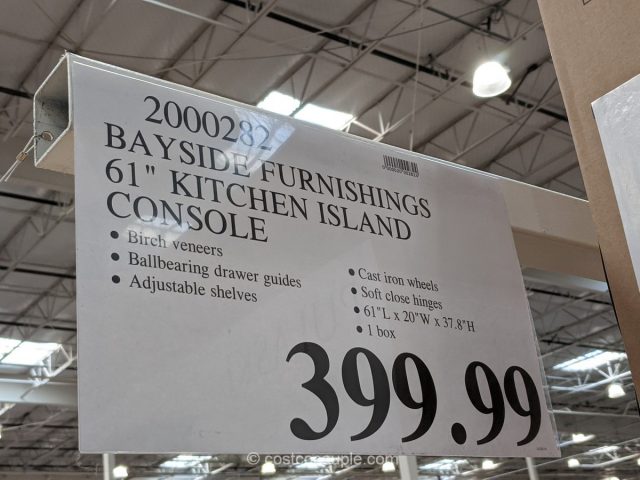 2000282
BAYSIDE FURNISHINGS
61" KITCHEN ISLAND
CONSOLE
• Birch veneers
• Ballbearing drawer guides
• Adjustable shelves
• Cast iron wheels
• Soft close hinges
• 61"L x 20"W x 37.8"H
• 1 box
399.99
© costcocouple.com